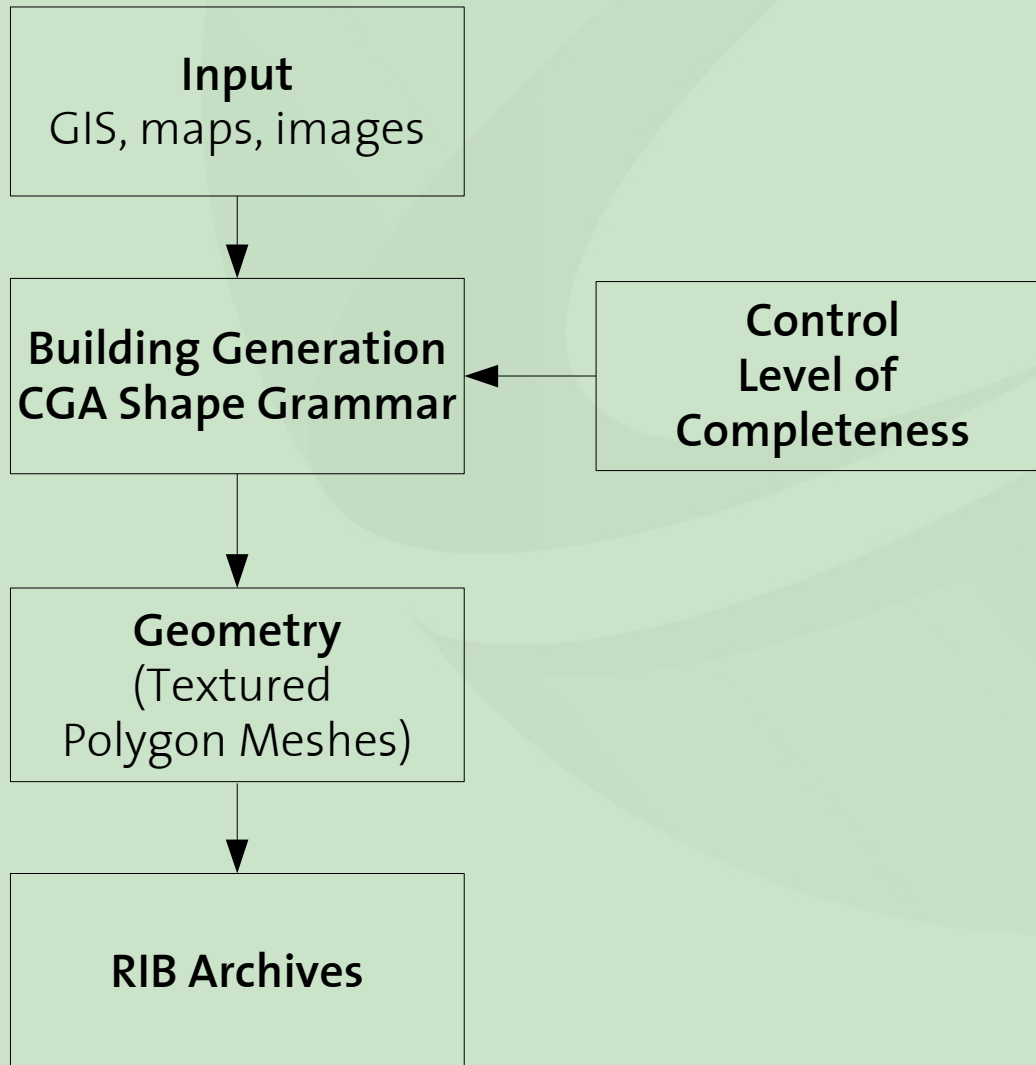 Input
GIS, maps, images
Building Generation
CGA Shape Grammar
Control
Level of
Completeness
Geometry
(Textured
Polygon Meshes)
RIB Archives